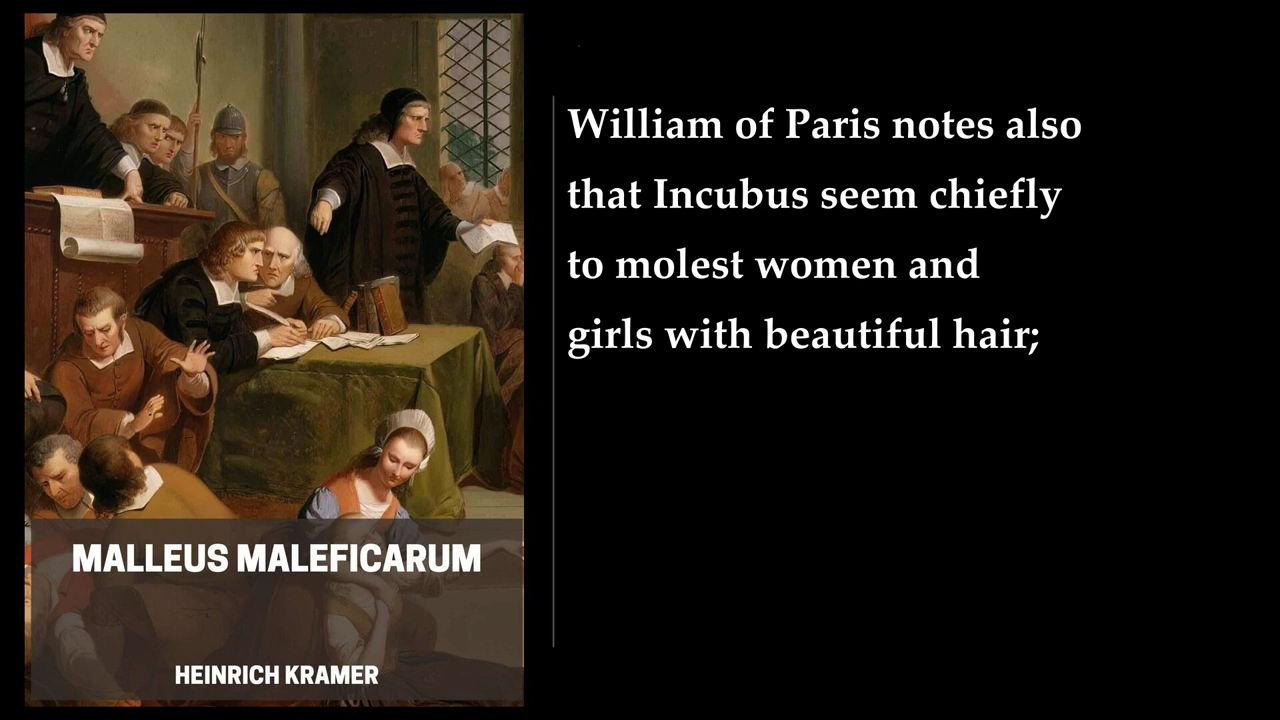 William of Paris notes also
that Incubus seem chiefly
to molest women and
girls with beautiful hair;
MALLEUS MALEFICARUM
HEINRICH KRAMER